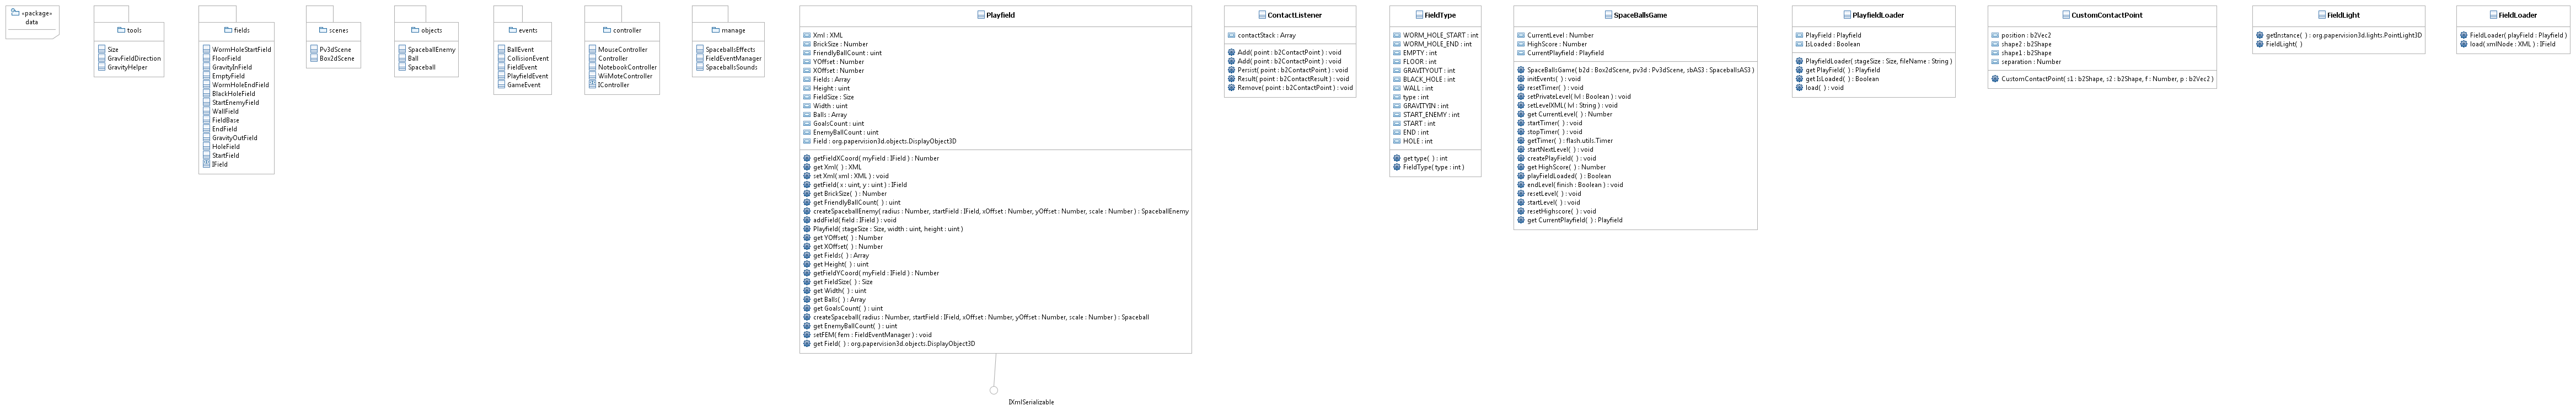 «package»
data
tools
Size
GravFieldDirection
GravityHelper
fields
WormHoleStartField
FloorField
GravityInField
EmptyField
WormHoleEndField
BlackHoleField
StartEnemyField
WallField
FieldBase
EndField
GravityOutField
HoleField
StartField
IField
scenes
Pv3dScene
Box2dScene
objects
SpaceballEnemy
Ball
Spaceball
events
BallEvent
CollisionEvent
FieldEvent
PlayfieldEvent
GameEvent
controller
MouseController
Controller
NotebookController
WiiMoteController
IController
manage
SpaceballsEffects
FieldEventManager
SpaceballsSounds
Playfield
Xml : XML
BrickSize : Number
FriendlyBallCount : uint
YOffset : Number
XOffset : Number
Fields : Array
Height : uint
FieldSize : Size
Width : uint
Balls : Array
GoalsCount : uint
EnemyBallCount : uint
Field : org.papervision3d.objects.DisplayObject3D
getFieldXCoord( myField : IField ) : Number
get Xml( ) : XML
set Xml( xml : XML ) : void
getField( x : uint, y : uint ) : IField
get BrickSize( ) : Number
get FriendlyBallCount( ) : uint
createSpaceballEnemy( radius : Number, startField : IField, xOffset : Number, yOffset : Number, scale : Number ) : SpaceballEnemy
addField( field : IField ) : void
Playfield( stageSize : Size, width : uint, height : uint )
get YOffset( ) : Number
get XOffset( ) : Number
get Fields( ) : Array
get Height( ) : uint
getFieldYCoord( myField : IField ) : Number
get FieldSize( ) : Size
get Width( ) : uint
get Balls( ) : Array
get GoalsCount( ) : uint
createSpaceball( radius : Number, startField : IField, xOffset : Number, yOffset : Number, scale : Number ) : Spaceball
get EnemyBallCount( ) : uint
setFEM( fem : FieldEventManager ) : void
get Field( ) : org.papervision3d.objects.DisplayObject3D
IXmlSerializable
ContactListener
contactStack : Array
Add( point : b2ContactPoint ) : void
Add( point : b2ContactPoint ) : void
Persist( point : b2ContactPoint ) : void
Result( point : b2ContactResult ) : void
Remove( point : b2ContactPoint ) : void
FieldType
WORM_HOLE_START : int
WORM_HOLE_END : int
EMPTY : int
FLOOR : int
GRAVITYOUT : int
BLACK_HOLE : int
WALL : int
type : int
GRAVITYIN : int
START_ENEMY : int
START : int
END : int
HOLE : int
get type( ) : int
FieldType( type : int )
SpaceBallsGame
CurrentLevel : Number
HighScore : Number
CurrentPlayfield : Playfield
SpaceBallsGame( b2d : Box2dScene, pv3d : Pv3dScene, sbAS3 : SpaceballsAS3 )
initEvents( ) : void
resetTimer( ) : void
setPrivateLevel( lvl : Boolean ) : void
setLevelXML( lvl : String ) : void
get CurrentLevel( ) : Number
startTimer( ) : void
stopTimer( ) : void
getTimer( ) : flash.utils.Timer
startNextLevel( ) : void
createPlayField( ) : void
get HighScore( ) : Number
playFieldLoaded( ) : Boolean
endLevel( finish : Boolean ) : void
resetLevel( ) : void
startLevel( ) : void
resetHighscore( ) : void
get CurrentPlayfield( ) : Playfield
PlayfieldLoader
PlayField : Playfield
IsLoaded : Boolean
PlayfieldLoader( stageSize : Size, fileName : String )
get PlayField( ) : Playfield
get IsLoaded( ) : Boolean
load( ) : void
CustomContactPoint
position : b2Vec2
shape2 : b2Shape
shape1 : b2Shape
separation : Number
CustomContactPoint( s1 : b2Shape, s2 : b2Shape, f : Number, p : b2Vec2 )
FieldLight
getInstance( ) : org.papervision3d.lights.PointLight3D
FieldLight( )
FieldLoader
FieldLoader( playField : Playfield )
load( xmlNode : XML ) : IField